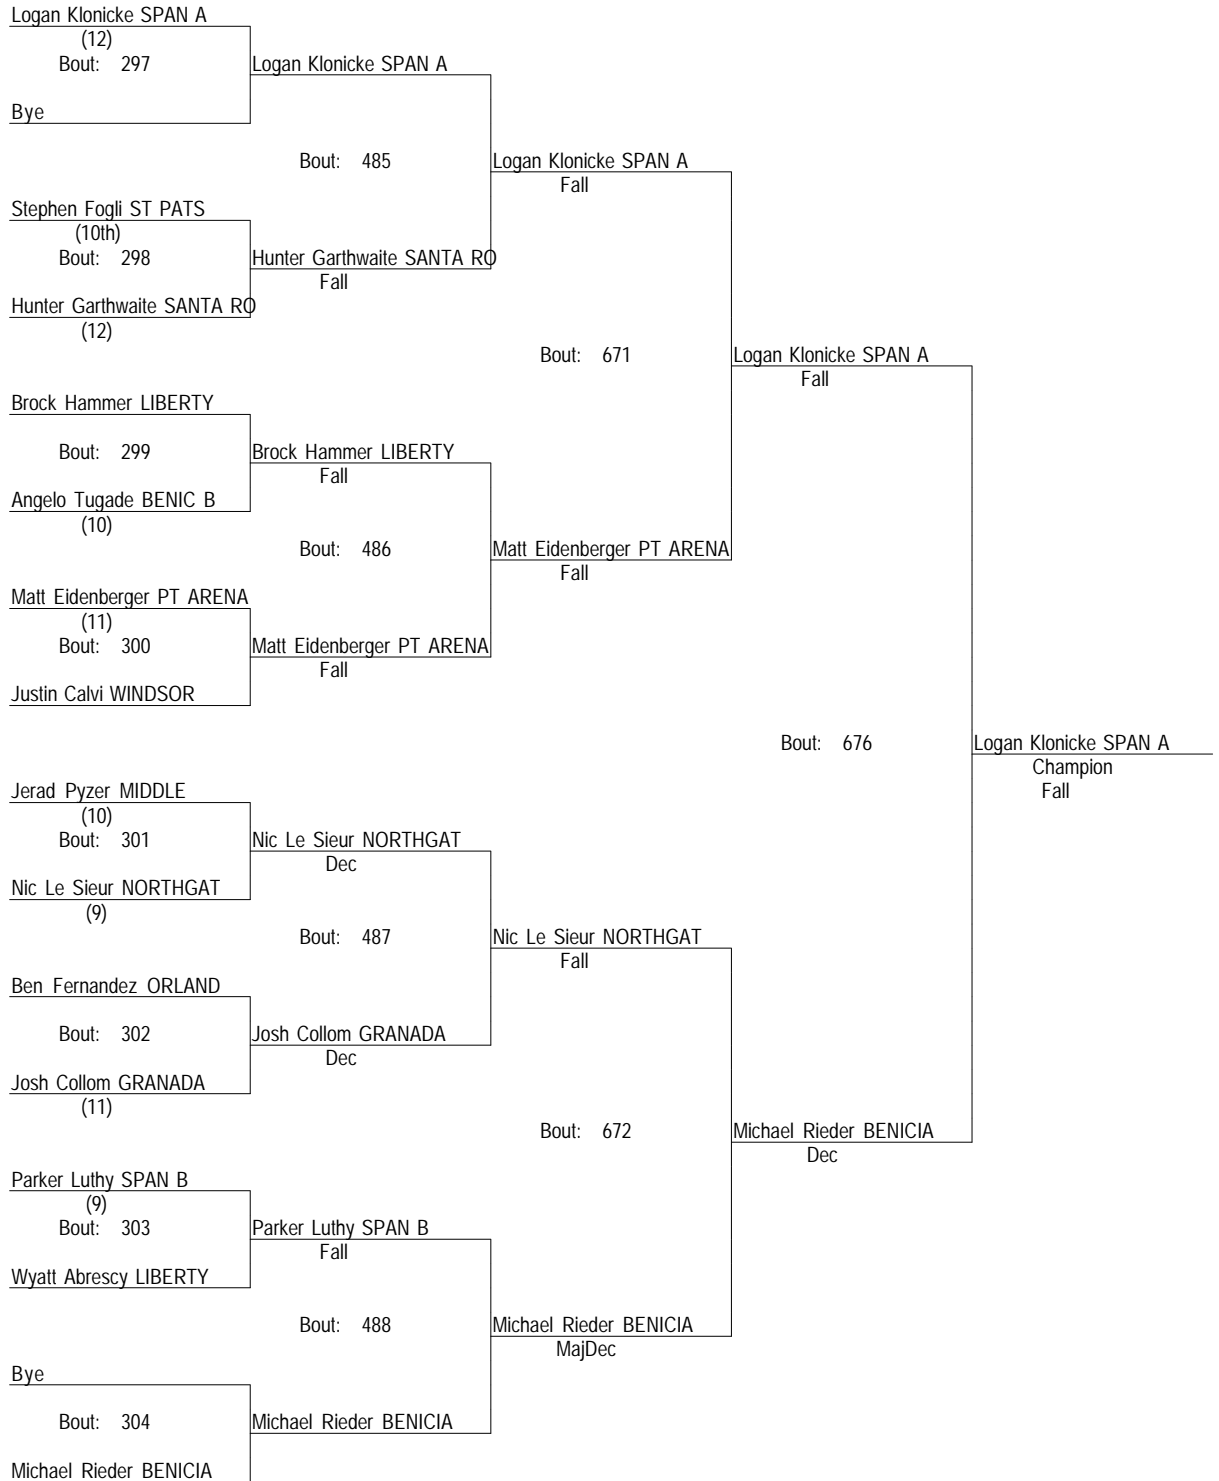 Logan Klonicke SPAN A
(12)
Bout: 297
Logan Klonicke SPAN A
Bye
Bout: 485
Logan Klonicke SPAN A
Fall
Stephen Fogli ST PATS
(10th)
Bout: 298
Hunter Garthwaite SANTA RO
Fall
Hunter Garthwaite SANTA RO
(12)
Bout: 671
Logan Klonicke SPAN A
Fall
Brock Hammer LIBERTY
Bout: 299
Brock Hammer LIBERTY
Fall
Angelo Tugade BENIC B
(10)
Bout: 486
Matt Eidenberger PT ARENA
Fall
Matt Eidenberger PT ARENA
(11)
Bout: 300
Matt Eidenberger PT ARENA
Fall
Justin Calvi WINDSOR
Bout: 676
Logan Klonicke SPAN A
Champion
Fall
Jerad Pyzer MIDDLE
(10)
Bout: 301
Nic Le Sieur NORTHGAT
Dec
Nic Le Sieur NORTHGAT
(9)
Bout: 487
Nic Le Sieur NORTHGAT
Fall
Ben Fernandez ORLAND
Bout: 302
Josh Collom GRANADA
Dec
Josh Collom GRANADA
(11)
Bout: 672
Michael Rieder BENICIA
Dec
Parker Luthy SPAN B
(9)
Bout: 303
Parker Luthy SPAN B
Fall
Wyatt Abrescy LIBERTY
Bout: 488
Michael Rieder BENICIA
MajDec
Bye
Bout: 304
Michael Rieder BENICIA
Michael Rieder BENICIA